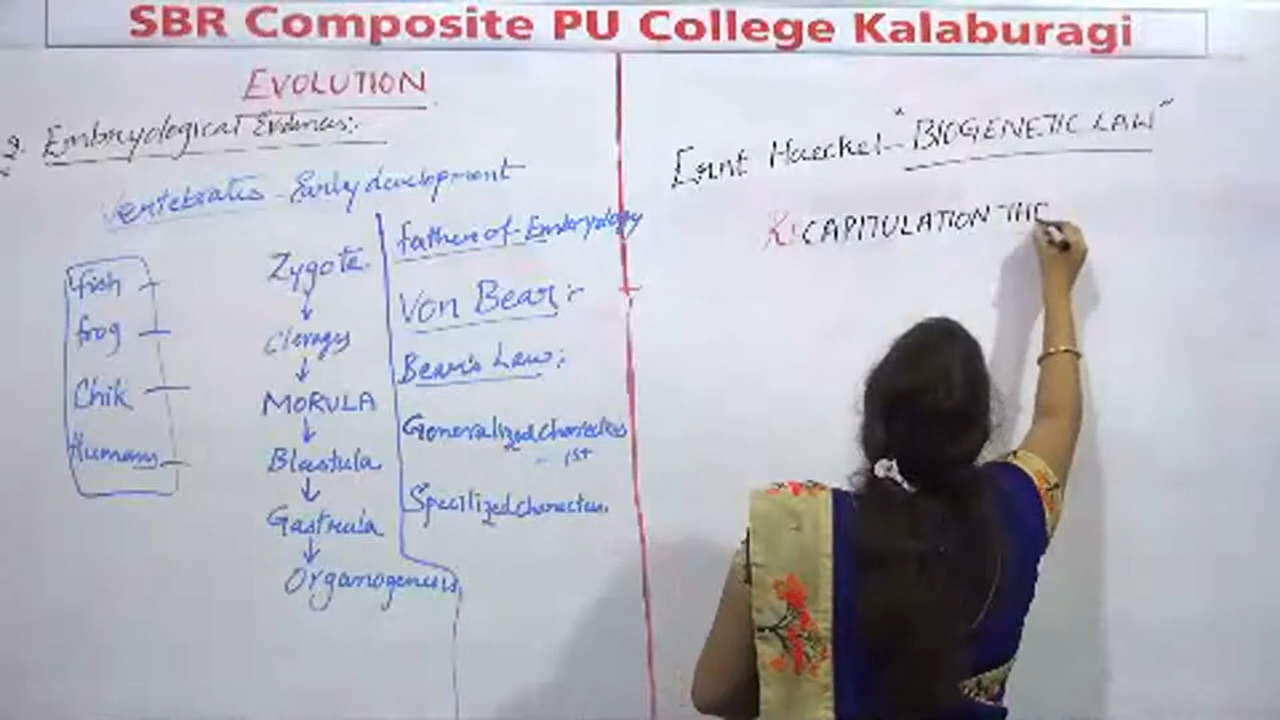 SBR Composite PU College Kalaburagi
EVOLUTION
2. Embryological Evidences:-
Vertebrates - Early development
fish
frog
Chik
Humans
Zygote
Clevage
MORULA
Blastula
Gastrula
Organogenesis
father of - Embryology
Von Bear:-
Bear's Law:
Generalized characters
- 1st
Specilized characters
Ernt Haeckel - "BIOGENETIC LAW"
RECAPITULATION THE